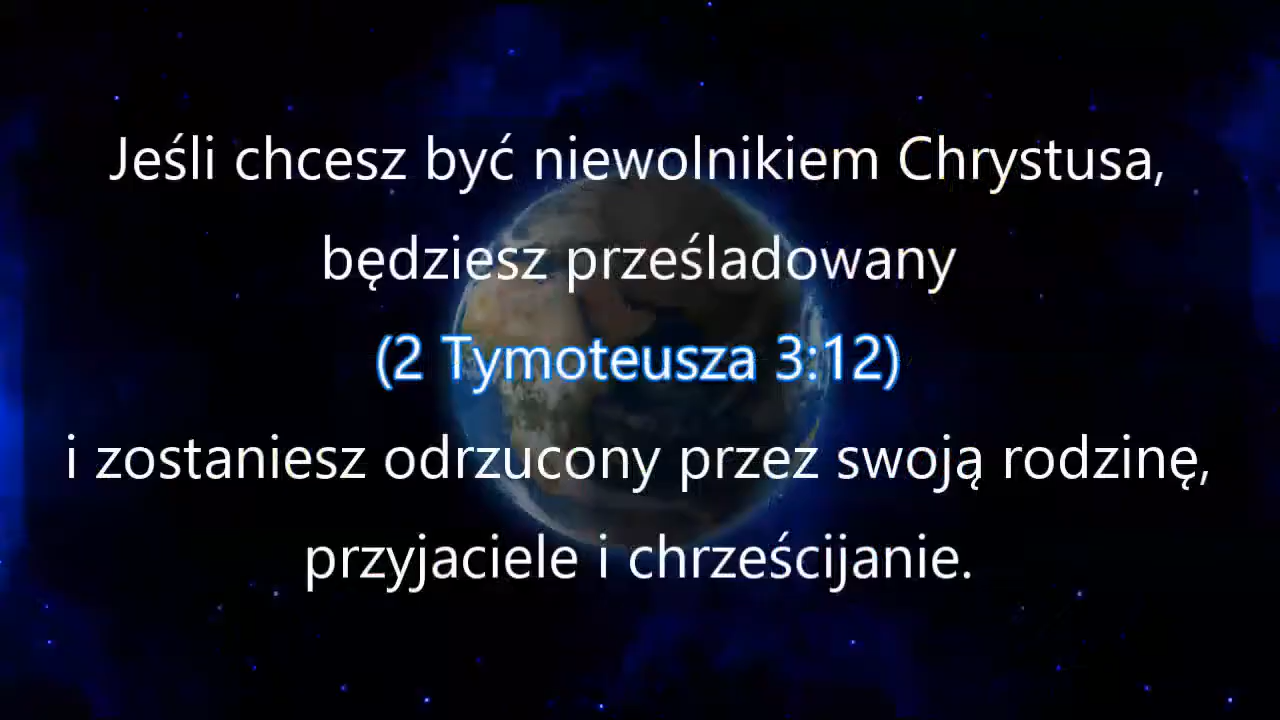 Jeśli chcesz być niewolnikiem Chrystusa,
będziesz prześladowany
(2 Tymoteusza 3:12)
i zostaniesz odrzucony przez swoją rodzinę,
przyjaciele i chrześcijanie.